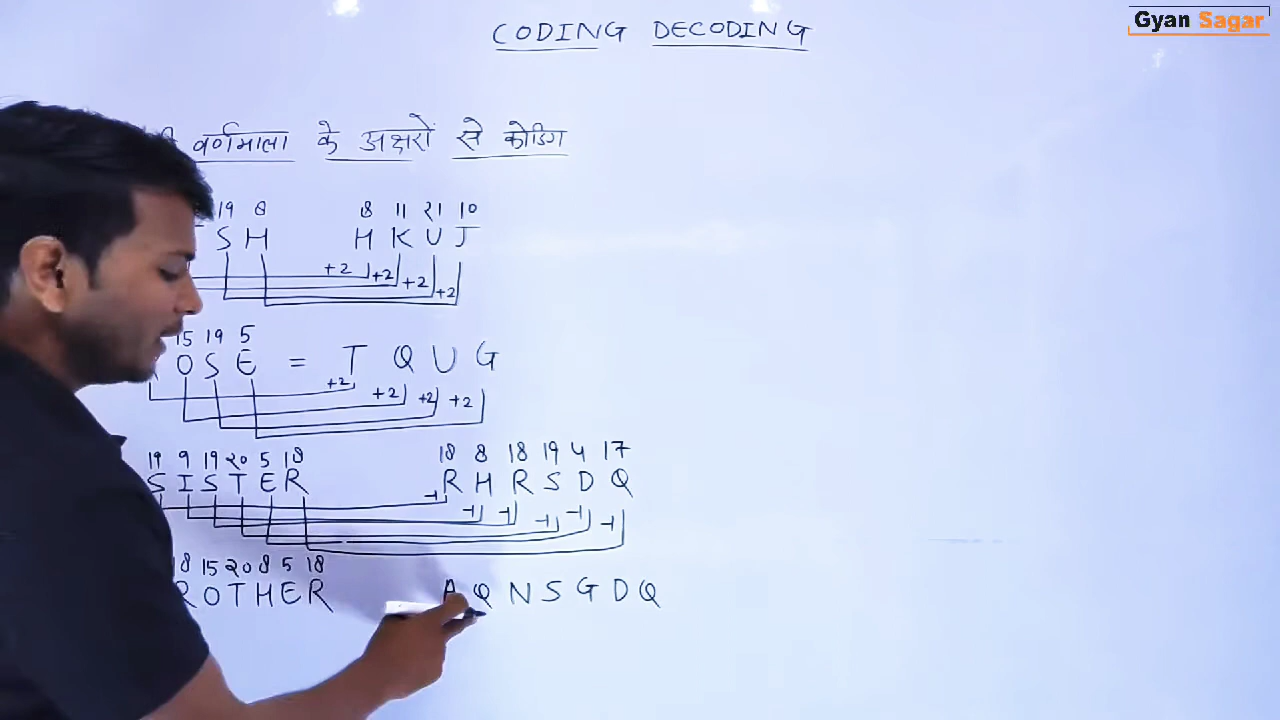 CODING DECODING
Gyan Sagar
वर्णमाला के अक्षरों से कोडिंग
19 8 8 11 21 10
S H H K U J
+2 +2 +2 +2
15 19 5
O S E = T Q U G
+2 +2 +2 +2
19 9 19 20 5 18 18 8 18 19 4 17
S I S T E R R H R S D Q
-1 -1 -1 -1 -1 -1
18 15 20 8 5 18
R O T H E R A Q N S G D Q